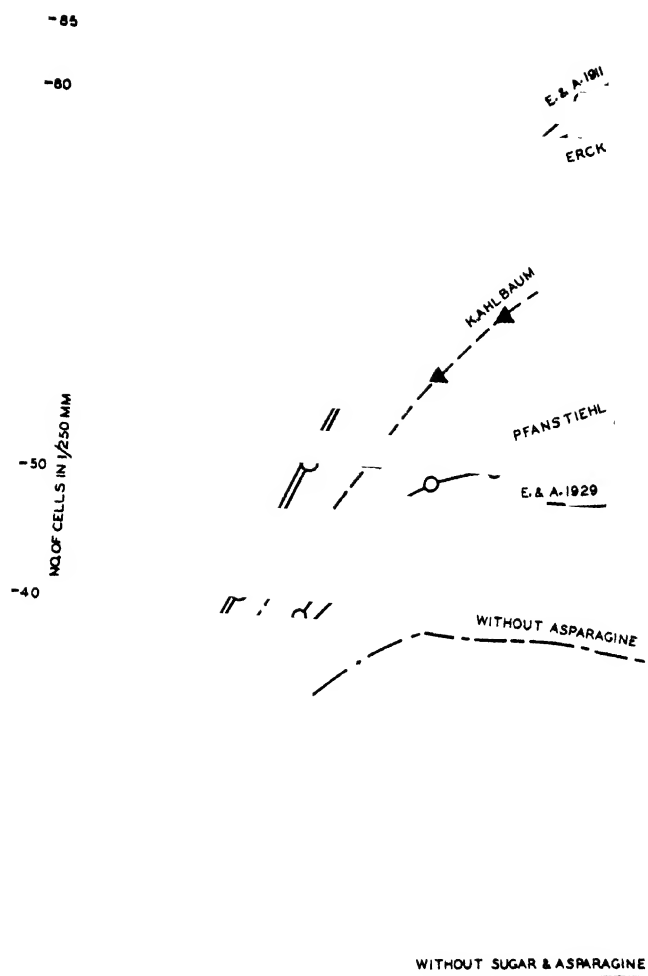 -85
-80
E. & A. 1911
ERCK
KAHLBAUM
PFANSTIEHL
-50
NO. OF CELLS IN 1/250 MM
E. & A. 1929
-40
WITHOUT ASPARAGINE
WITHOUT SUGAR & ASPARAGINE